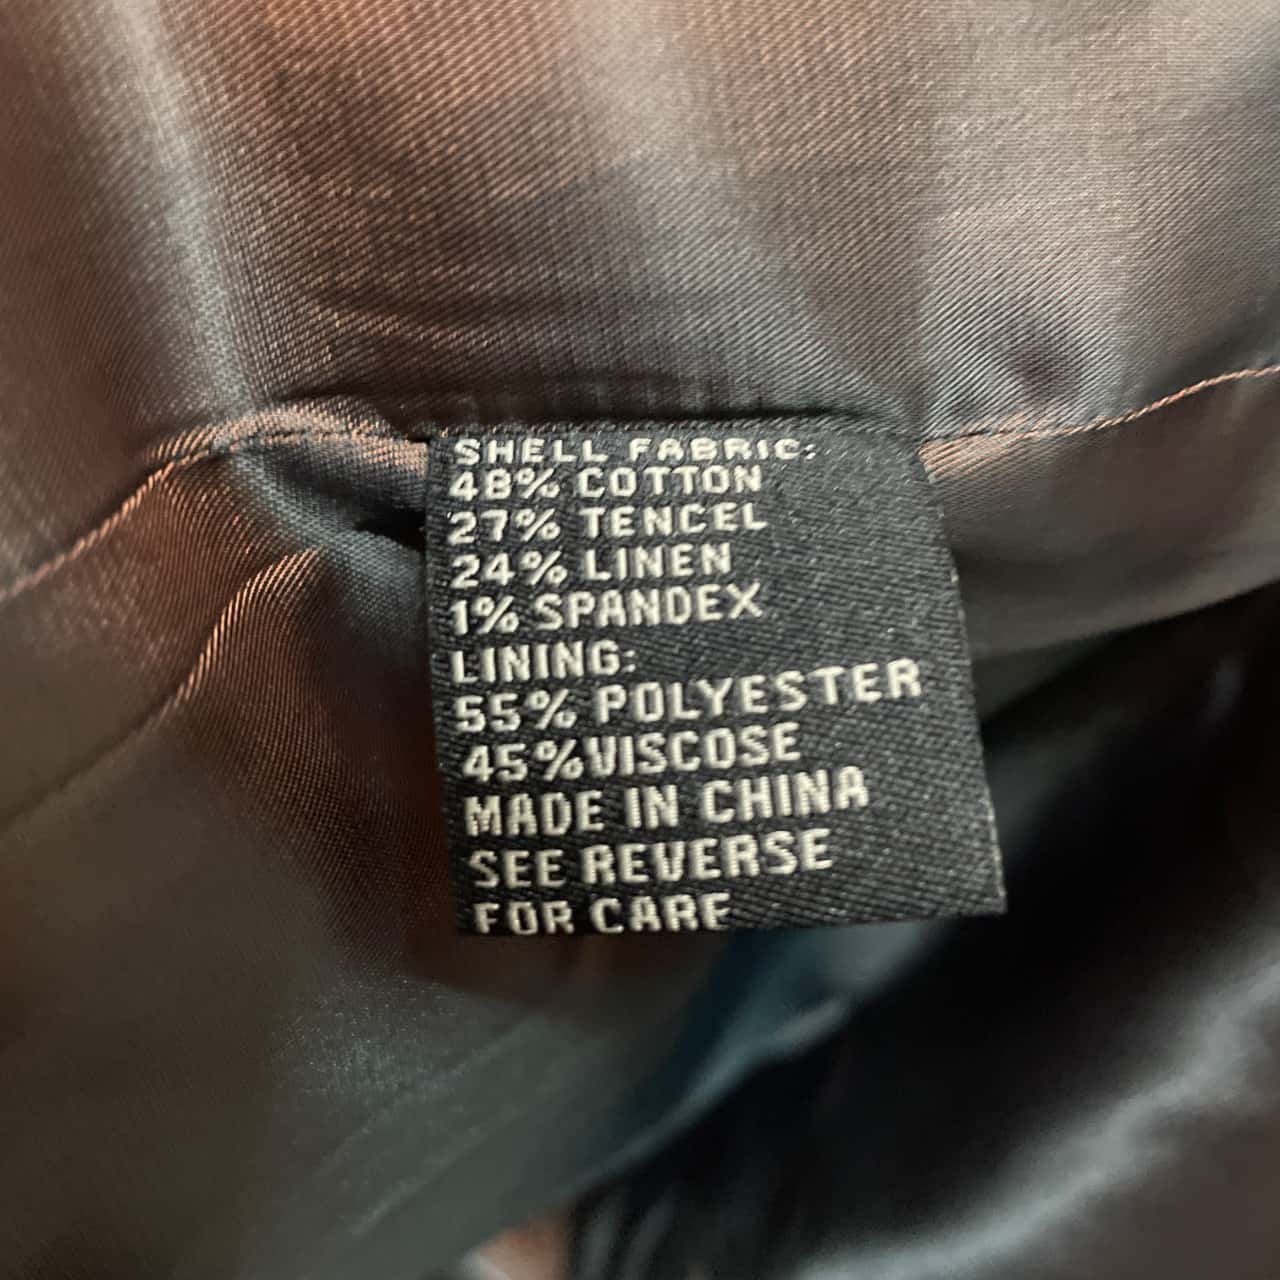 SHELL FABRIC:
48% COTTON
27% TENCEL
24% LINEN
1% SPANDEX
LINING:
55% POLYESTER
45%VISCOSE
MADE IN CHINA
SEE REVERSE
FOR CARE